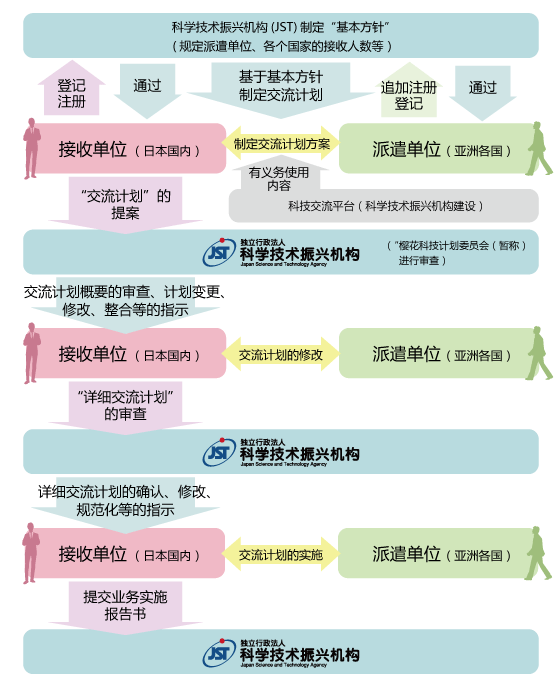 科学技术振兴机构 (JST) 制定“基本方针”
（ 规定派遣单位、各个国家的接收人数等 ）
登记
注册
通过
基于基本方针
制定交流计划
追加注册
登记
通过
接收单位（ 日本国内 ）
制定交流计划方案
派遣单位（ 亚洲各国 ）
“交流计划”的
提案
有义务使用
内容
科技交流平台（ 科学技术振兴机构建设 ）
JST
独立行政法人
科学技术振兴机构
Japan Science and Technology Agency
（ “樱花科技计划委员会（ 暂称 ）
进行审查 ）
交流计划概要的审查、计划变更、
修改、整合等的指示
接收单位（ 日本国内 ）
交流计划的修改
派遣单位（ 亚洲各国 ）
“详细交流计划”
的审查
JST
独立行政法人
科学技术振兴机构
Japan Science and Technology Agency
详细交流计划的确认、修改、
规范化等的指示
接收单位（ 日本国内 ）
交流计划的实施
派遣单位（ 亚洲各国 ）
提交业务实施
报告书
JST
独立行政法人
科学技术振兴机构
Japan Science and Technology Agency